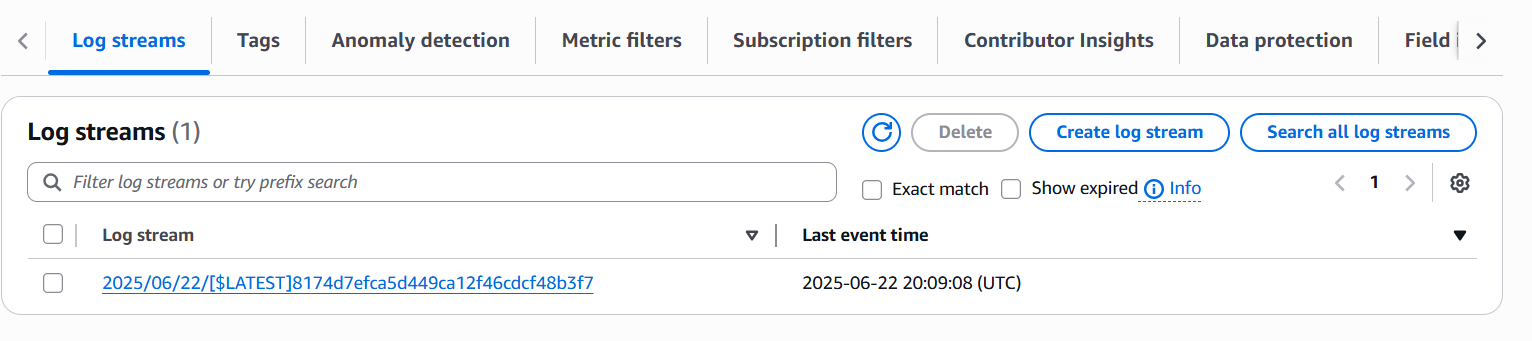 Log streams Tags Anomaly detection Metric filters Subscription filters Contributor Insights Data protection Field
Log streams (1) Delete Create log stream Search all log streams
Filter log streams or try prefix search Exact match Show expired Info 1
Log stream Last event time
2025/06/22/[$LATEST]8174d7efca5d449ca12f46cdcf48b3f7 2025-06-22 20:09:08 (UTC)